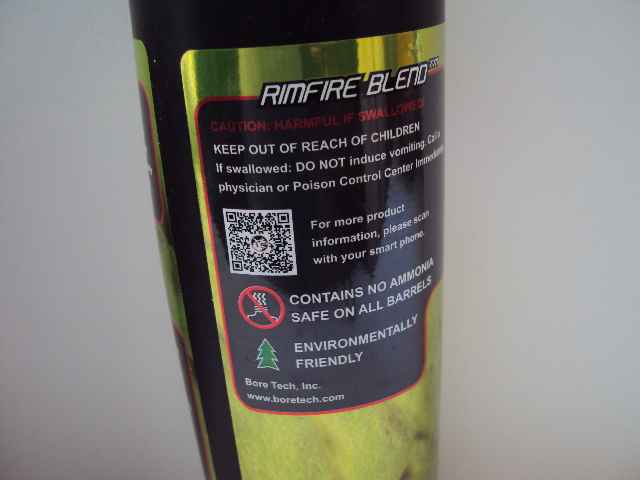 RIMFIRE BLEND
CAUTION: HARMFUL IF SWALLOWED
KEEP OUT OF REACH OF CHILDREN
If swallowed: DO NOT induce vomiting. Call a
physician or Poison Control Center Immediately
For more product
information, please scan
with your smart phone.
CONTAINS NO AMMONIA
SAFE ON ALL BARRELS
ENVIRONMENTALLY
FRIENDLY
Bore Tech, Inc.
www.boretech.com